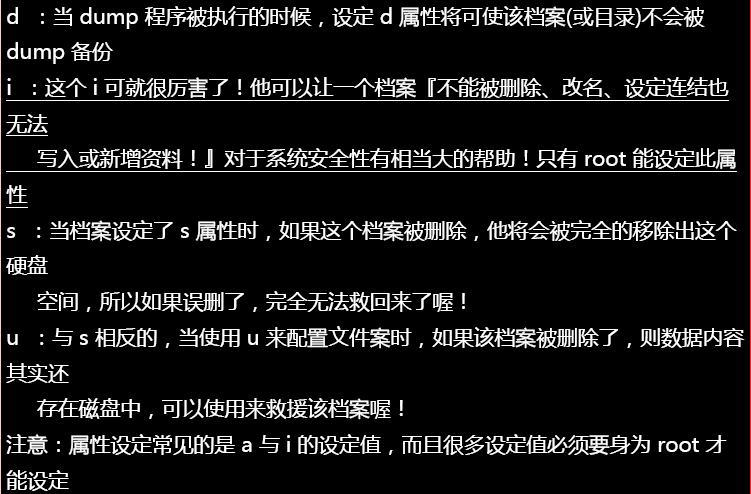 d ：当 dump 程序被执行的时候，设定 d 属性将可使该档案(或目录)不会被
dump 备份
i ：这个 i 可就很厉害了！他可以让一个档案『不能被删除、改名、设定连结也
无法
写入或新增资料！』对于系统安全性有相当大的帮助！只有 root 能设定此属
性
s ：当档案设定了 s 属性时，如果这个档案被删除，他将会被完全的移除出这个
硬盘
空间，所以如果误删了，完全无法救回来了喔！
u ：与 s 相反的，当使用 u 来配置文件案时，如果该档案被删除了，则数据内容
其实还
存在磁盘中，可以使用来救援该档案喔！
注意：属性设定常见的是 a 与 i 的设定值，而且很多设定值必须要身为 root 才
能设定